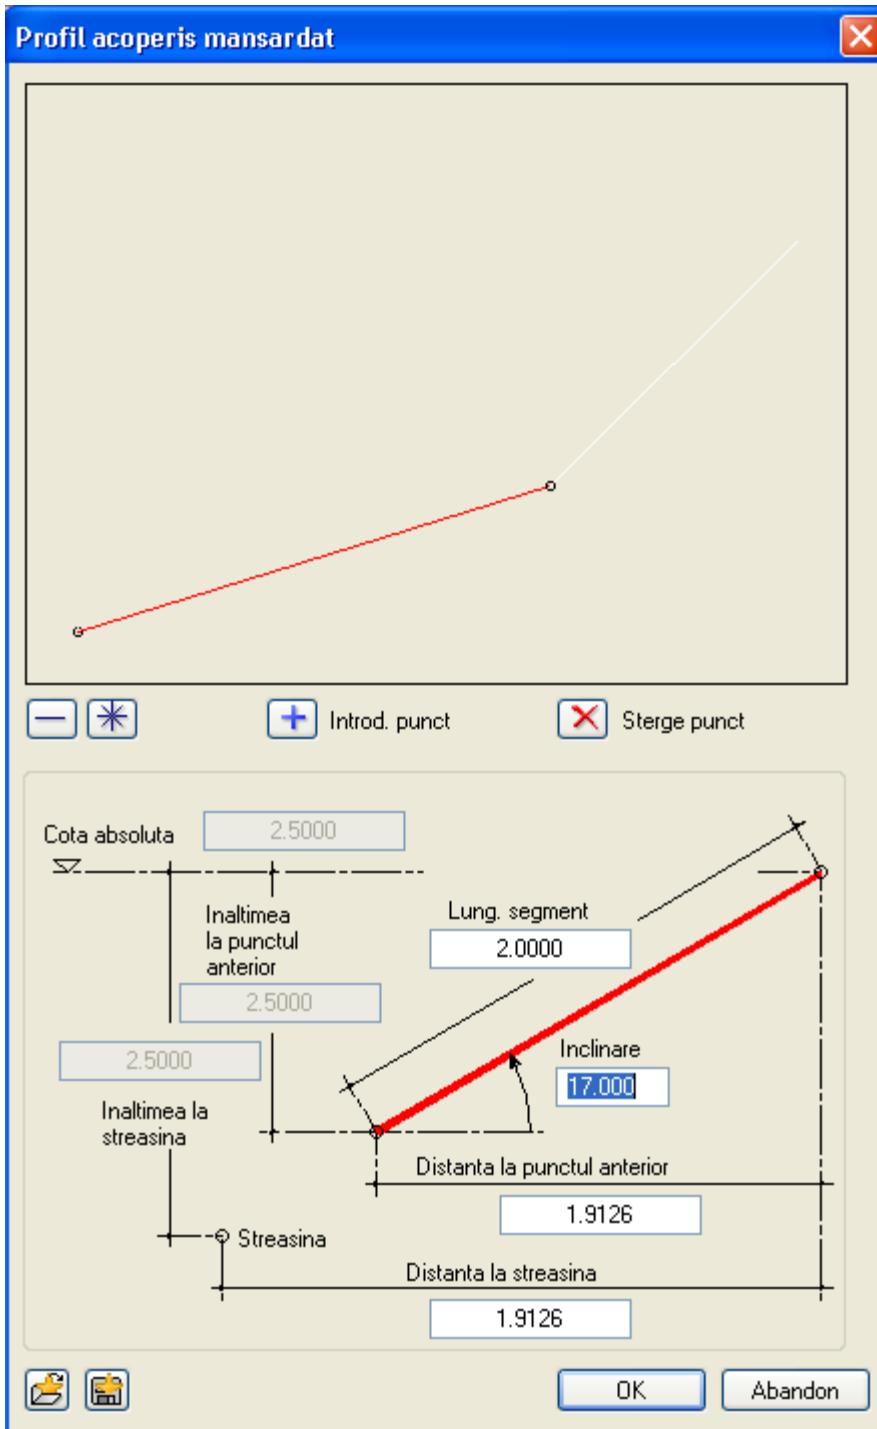 Profil acoperis mansardat
Introd. punct
Sterge punct
Cota absoluta
2.5000
Inaltimea
la punctul
anterior
2.5000
Lung. segment
2.0000
2.5000
Inaltimea la
streasina
Inclinare
17.000
Distanta la punctul anterior
1.9126
Streasina
Distanta la streasina
1.9126
OK
Abandon